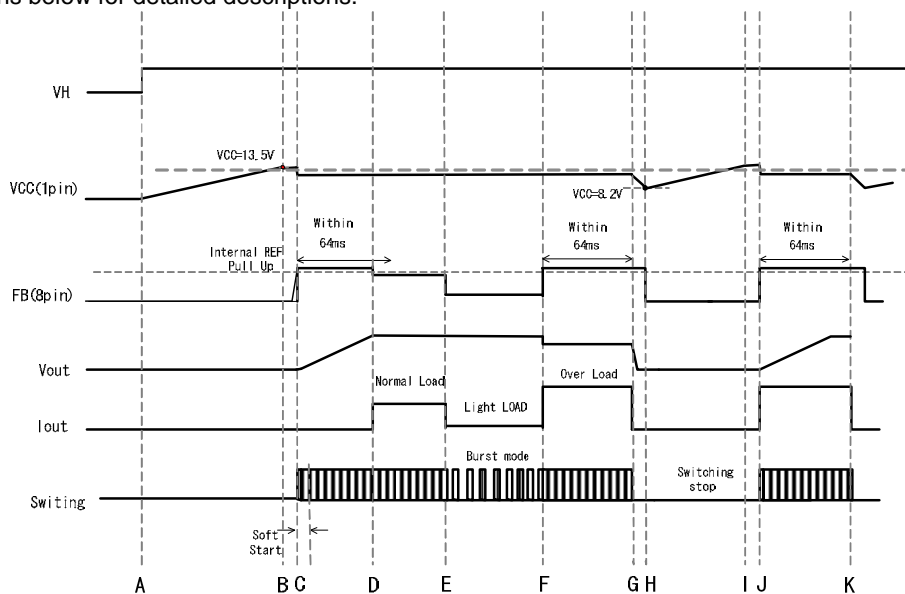 ns below for detailed descriptions.
VH
VCC=13.5V
VCC(1pin)
VCC=8.2V
Within
64ms
Within
64ms
Within
64ms
Internal REF
Pull Up
FB(8pin)
Vout
Normal Load
Light LOAD
Over Load
Iout
Burst mode
Switching
stop
Switing
Soft
Start
A B C D E F G H I J K